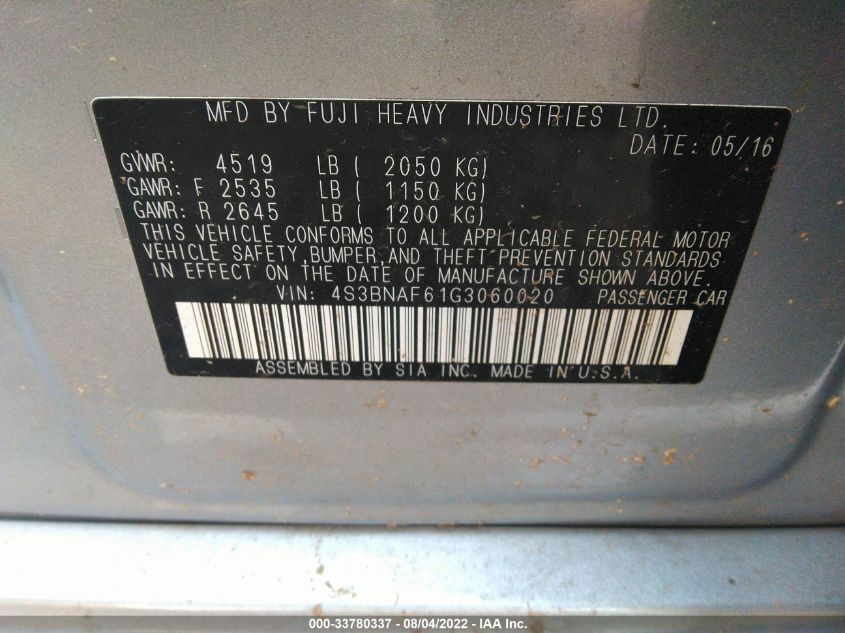 MFD BY FUJI HEAVY INDUSTRIES LTD.
DATE: 05/16
GVWR: 4519 LB ( 2050 KG)
GAWR: F 2535 LB ( 1150 KG)
GAWR: R 2645 LB ( 1200 KG)
THIS VEHICLE CONFORMS TO ALL APPLICABLE FEDERAL MOTOR
VEHICLE SAFETY, BUMPER, AND THEFT PREVENTION STANDARDS
IN EFFECT ON THE DATE OF MANUFACTURE SHOWN ABOVE.
VIN: 4S3BNAF61G3060020 PASSENGER CAR
ASSEMBLED BY SIA INC. MADE IN U.S.A.
000-33780337 - 08/04/2022 - IAA Inc.